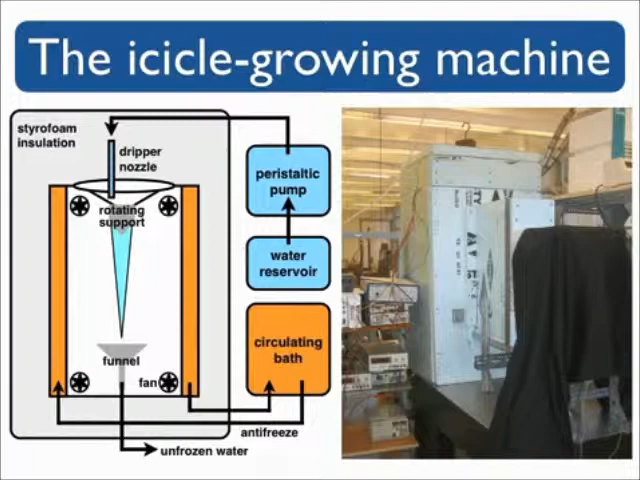 The icicle-growing machine
styrofoam
insulation
dripper
nozzle
rotating
support
peristaltic
pump
water
reservoir
circulating
bath
funnel
fan
antifreeze
unfrozen water